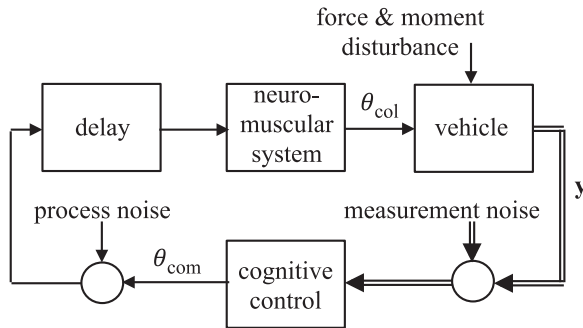 force & moment
disturbance
delay
neuro-
muscular
system
θcol
vehicle
y
process noise
measurement noise
θcom
cognitive
control